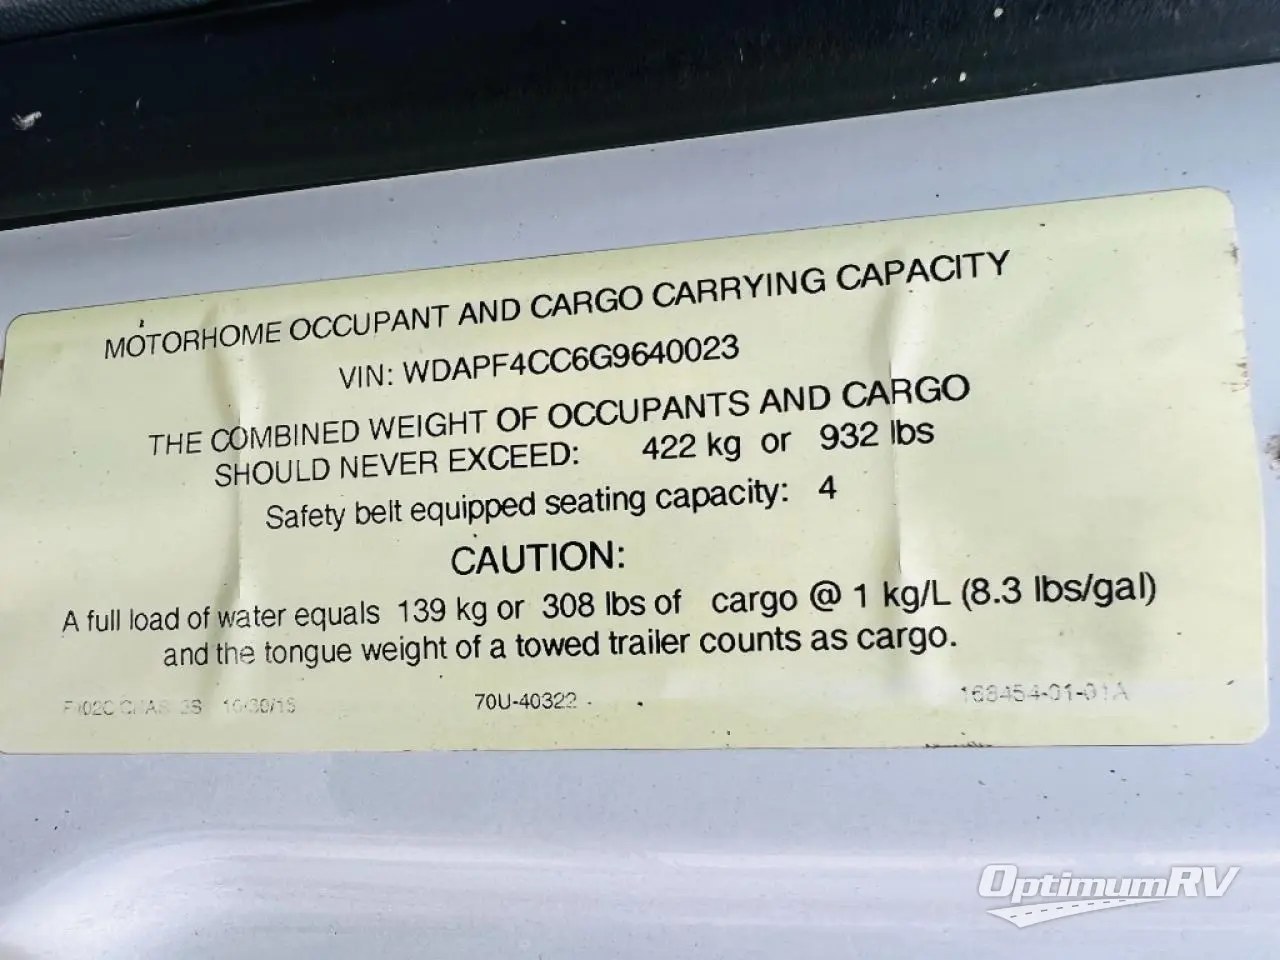 MOTORHOME OCCUPANT AND CARGO CARRYING CAPACITY
VIN: WDAPF4CC6G9640023
THE COMBINED WEIGHT OF OCCUPANTS AND CARGO
SHOULD NEVER EXCEED: 422 kg or 932 lbs
Safety belt equipped seating capacity: 4
CAUTION:
A full load of water equals 139 kg or 308 lbs of cargo @ 1 kg/L (8.3 lbs/gal)
and the tongue weight of a towed trailer counts as cargo.
70U-40322
168454-01-01A
OptimumRV